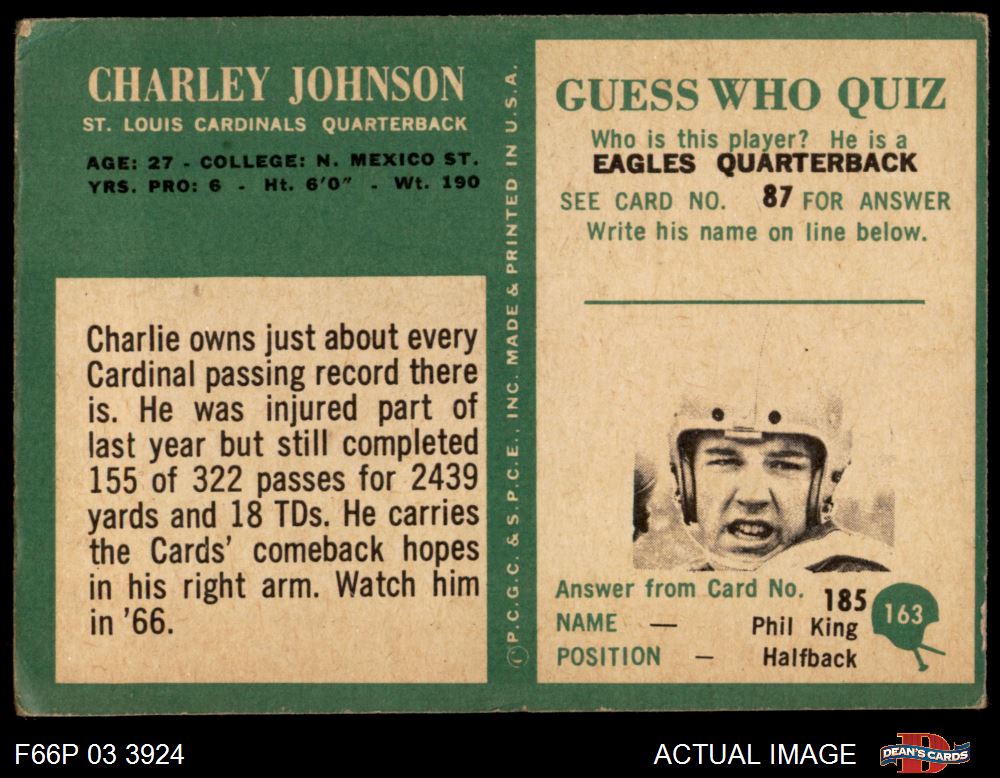 CHARLEY JOHNSON
ST. LOUIS CARDINALS QUARTERBACK
AGE: 27 - COLLEGE: N. MEXICO ST.
YRS. PRO: 6 - Ht. 6'0" - Wt. 190
Charlie owns just about every
Cardinal passing record there
is. He was injured part of
last year but still completed
155 of 322 passes for 2439
yards and 18 TDs. He carries
the Cards' comeback hopes
in his right arm. Watch him
in '66.
©P.C.G.C. & S.P.C.E., INC. MADE & PRINTED IN U.S.A.
GUESS WHO QUIZ
Who is this player? He is a
EAGLES QUARTERBACK
SEE CARD NO. 87 FOR ANSWER
Write his name on line below.
Answer from Card No. 185
NAME — Phil King
POSITION — Halfback
163
F66P 03 3924
ACTUAL IMAGE
D
DEAN'S CARDS